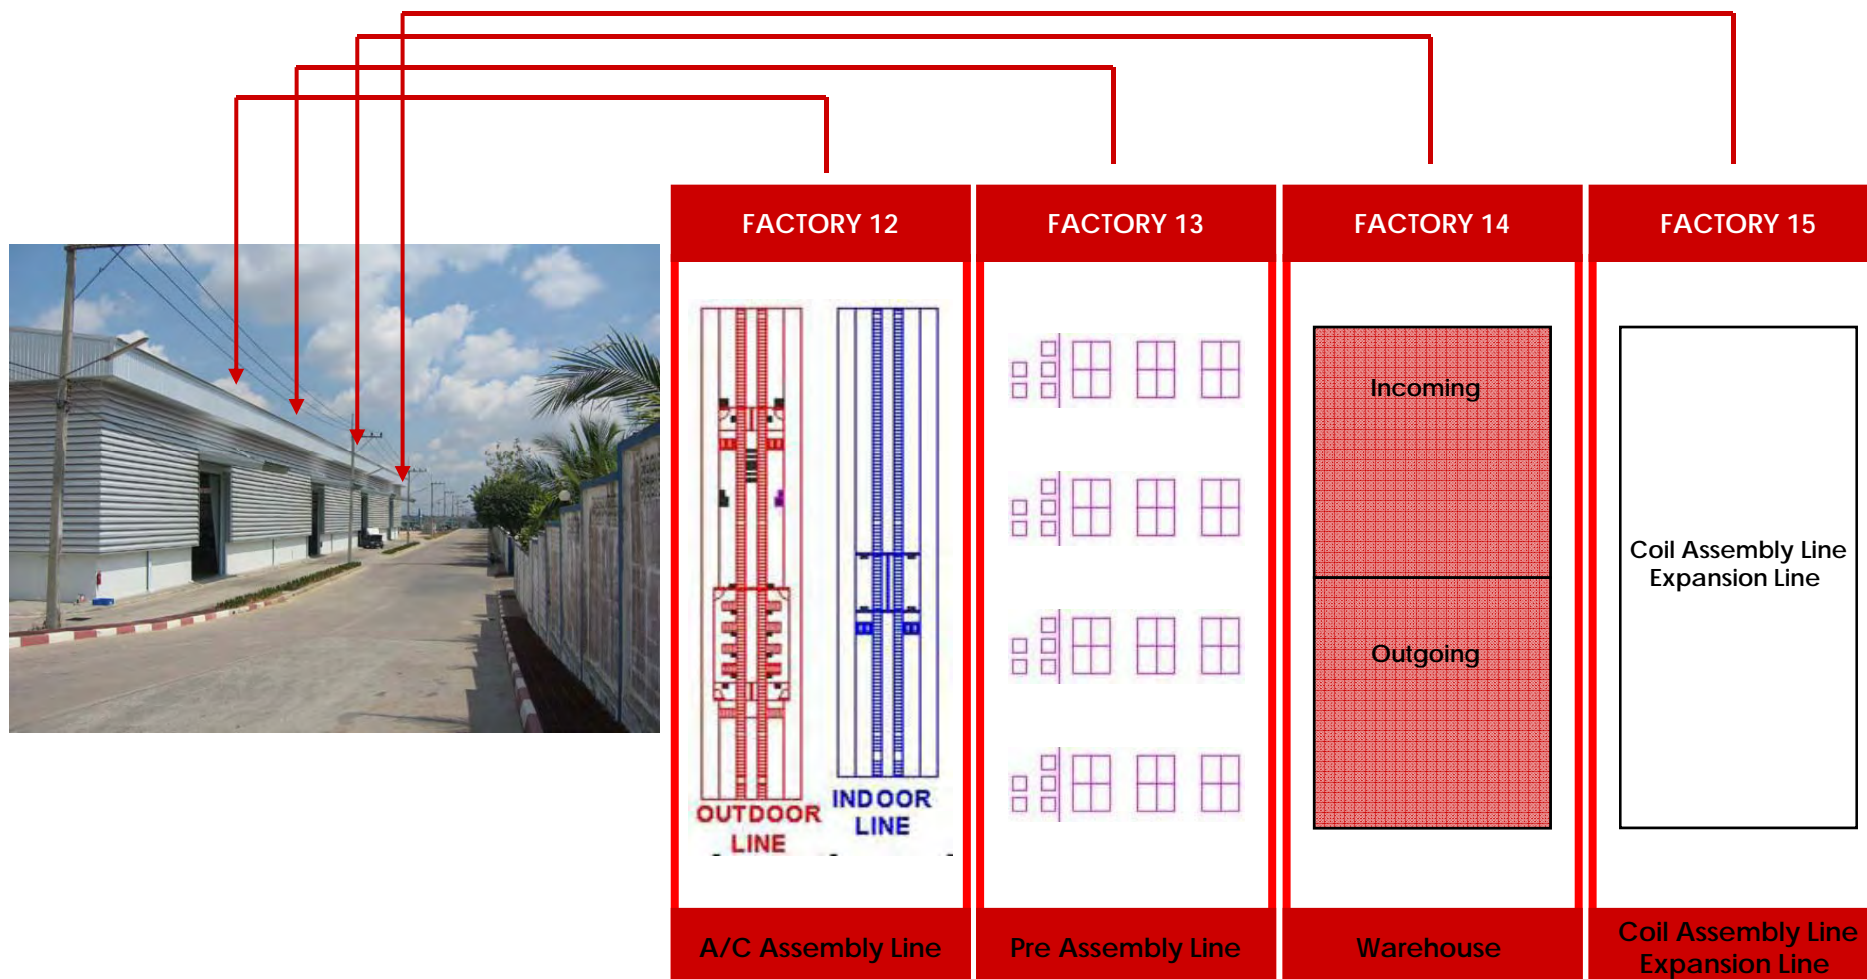 FACTORY 12
FACTORY 13
FACTORY 14
FACTORY 15
OUTDOOR
LINE
INDOOR
LINE
Incoming
Outgoing
Coil Assembly Line
Expansion Line
A/C Assembly Line
Pre Assembly Line
Warehouse
Coil Assembly Line
Expansion Line